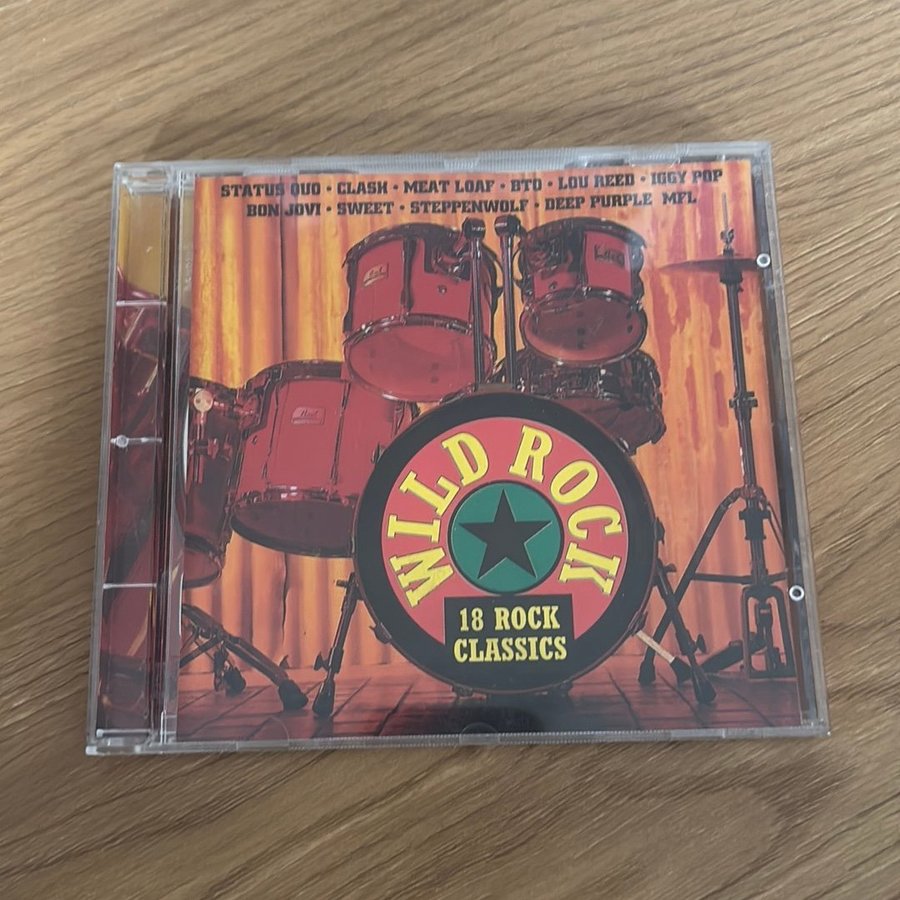 STATUS QUO · CLASH · MEAT LOAF · BTO · LOU REED · IGGY POP
BON JOVI · SWEET · STEPPENWOLF · DEEP PURPLE MFL
WILD ROCK
18 ROCK
CLASSICS